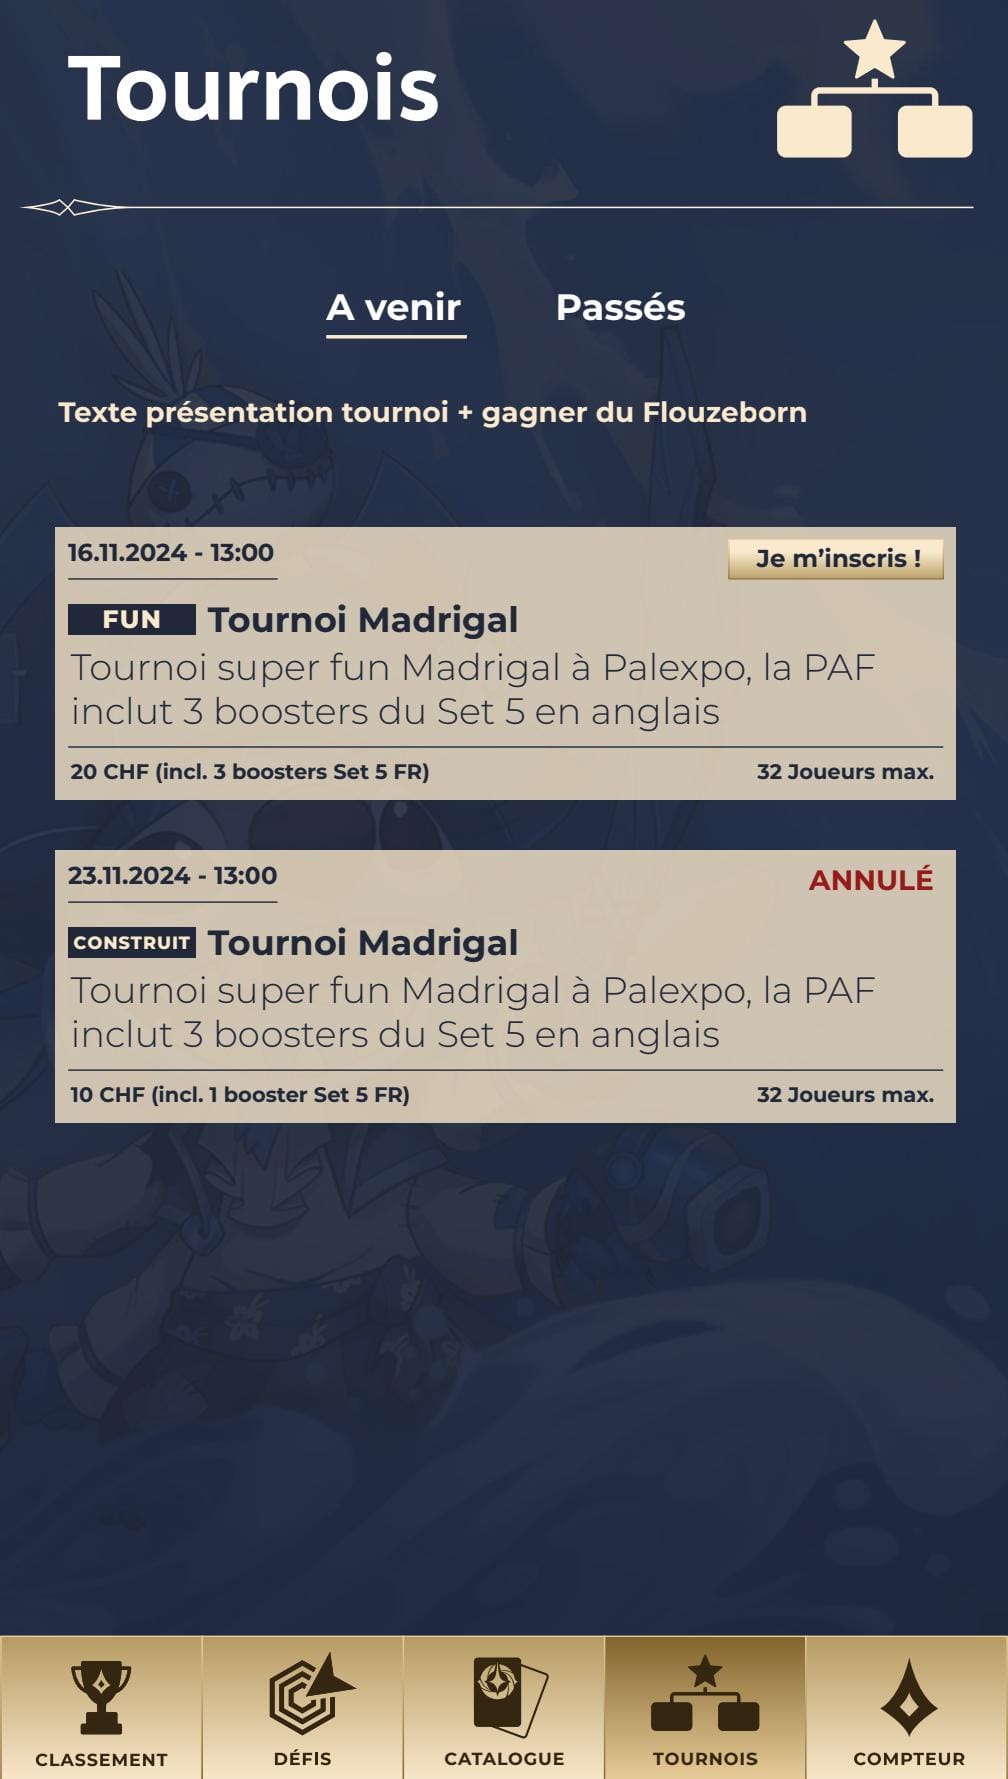 Tournois
A venir
Passés
Texte présentation tournoi + gagner du Flouzeborn
16.11.2024 - 13:00
Je m’inscris !
FUN
Tournoi Madrigal
Tournoi super fun Madrigal à Palexpo, la PAF
inclut 3 boosters du Set 5 en anglais
20 CHF (incl. 3 boosters Set 5 FR)
32 Joueurs max.
23.11.2024 - 13:00
ANNULÉ
CONSTRUIT
Tournoi Madrigal
Tournoi super fun Madrigal à Palexpo, la PAF
inclut 3 boosters du Set 5 en anglais
10 CHF (incl. 1 booster Set 5 FR)
32 Joueurs max.
CLASSEMENT
DÉFIS
CATALOGUE
TOURNOIS
COMPTEUR